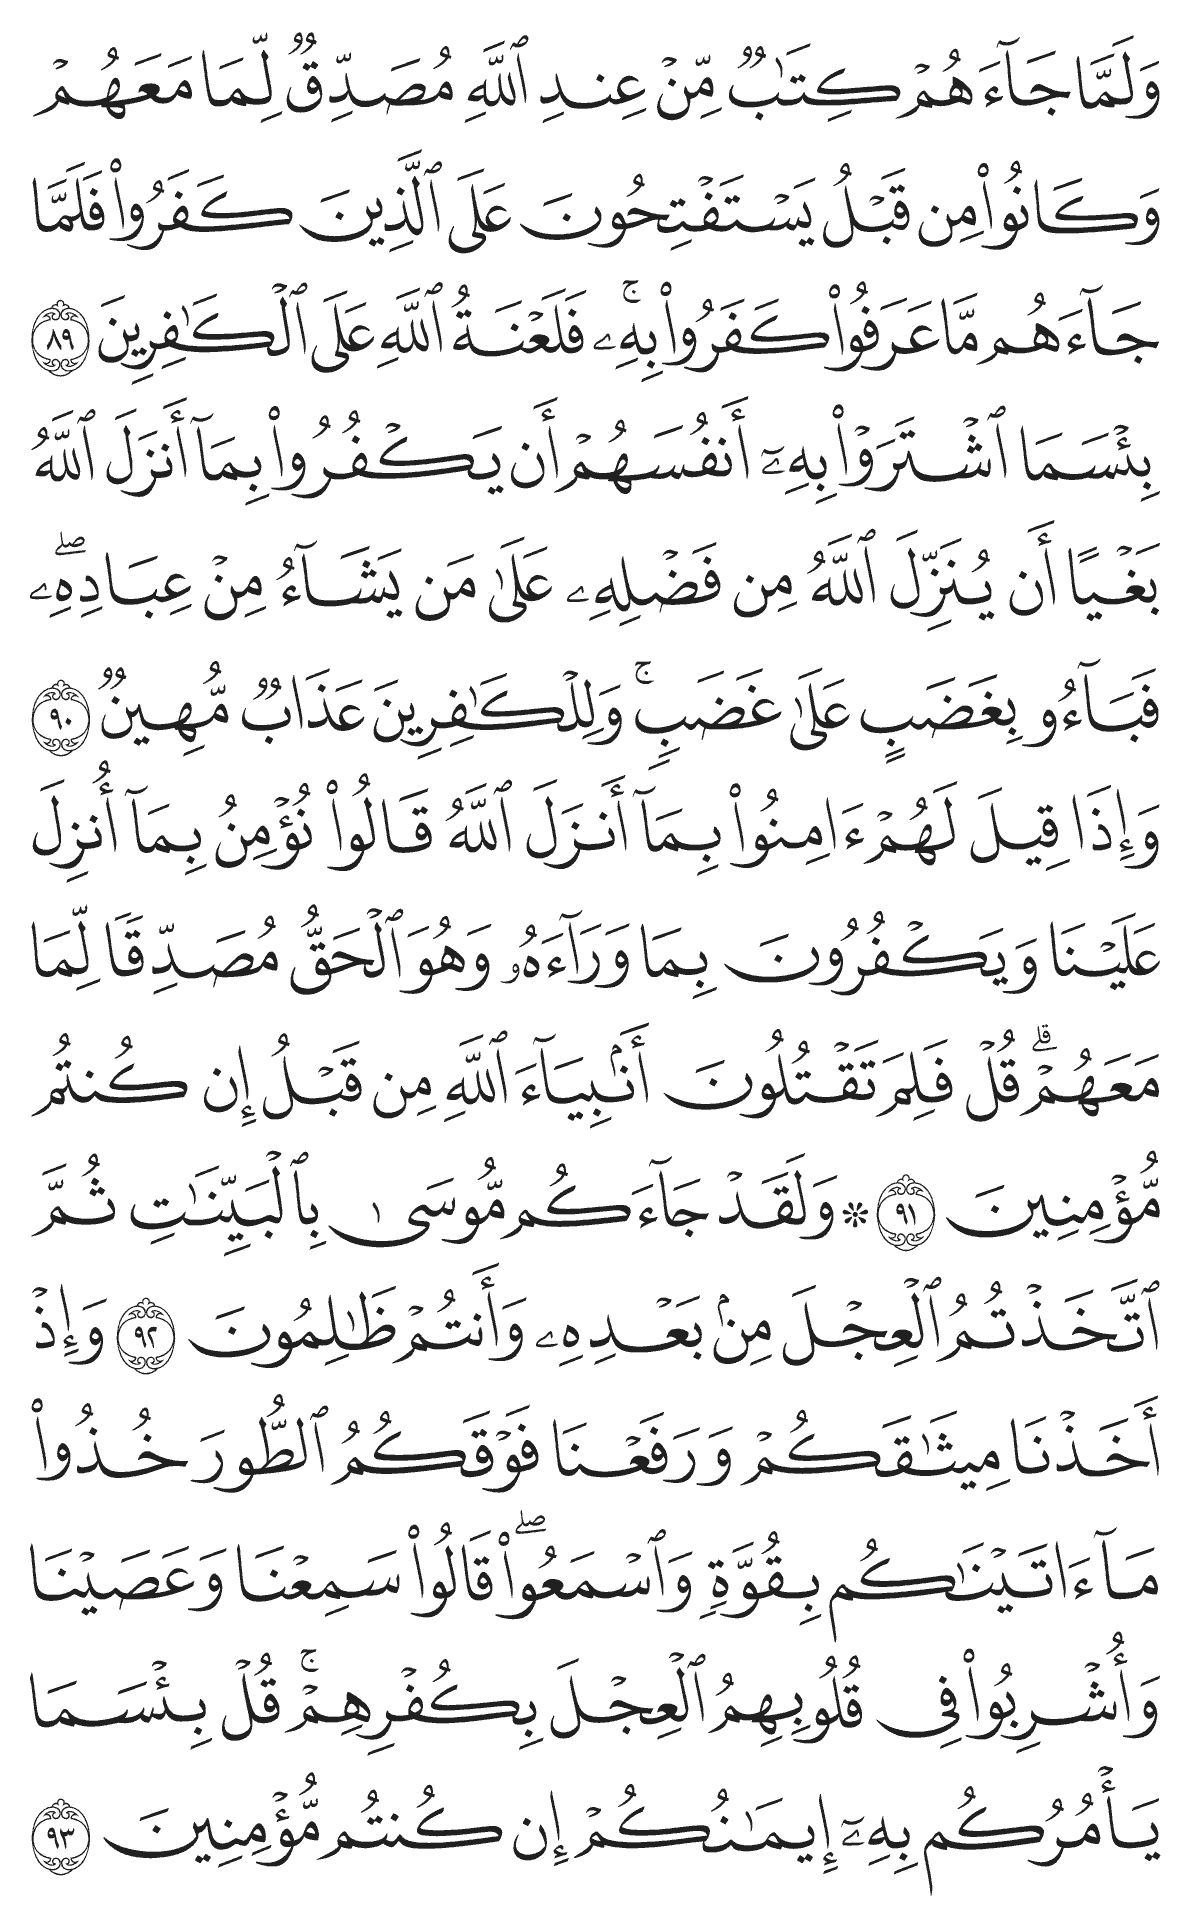 وَلَمَّا جَآءَهُمۡ كِتَٰبٌ مِّنۡ عِندِ ٱللَّهِ مُصَدِّقٌ لِّمَا مَعَهُمۡ
وَكَانُواْ مِن قَبۡلُ يَسۡتَفۡتِحُونَ عَلَى ٱلَّذِينَ كَفَرُواْ فَلَمَّا
جَآءَهُم مَّا عَرَفُواْ كَفَرُواْ بِهِۦۚ فَلَعۡنَةُ ٱللَّهِ عَلَى ٱلۡكَٰفِرِينَ ٨٩
بِئۡسَمَا ٱشۡتَرَوۡاْ بِهِۦٓ أَنفُسَهُمۡ أَن يَكۡفُرُواْ بِمَآ أَنزَلَ ٱللَّهُ
بَغۡيًا أَن يُنَزِّلَ ٱللَّهُ مِن فَضۡلِهِۦ عَلَىٰ مَن يَشَآءُ مِنۡ عِبَادِهِۦۖ
فَبَآءُو بِغَضَبٍ عَلَىٰ غَضَبٍۚ وَلِلۡكَٰفِرِينَ عَذَابٌ مُّهِينٌ ٩٠
وَإِذَا قِيلَ لَهُمۡ ءَامِنُواْ بِمَآ أَنزَلَ ٱللَّهُ قَالُواْ نُؤۡمِنُ بِمَآ أُنزِلَ
عَلَيۡنَا وَيَكۡفُرُونَ بِمَا وَرَآءَهُۥ وَهُوَ ٱلۡحَقُّ مُصَدِّقًا لِّمَا
مَعَهُمۡۗ قُلۡ فَلِمَ تَقۡتُلُونَ أَنۢبِيَآءَ ٱللَّهِ مِن قَبۡلُ إِن كُنتُم
مُّؤۡمِنِينَ ٩١ ۞ وَلَقَدۡ جَآءَكُم مُّوسَىٰ بِٱلۡبَيِّنَٰتِ ثُمَّ
ٱتَّخَذۡتُمُ ٱلۡعِجۡلَ مِنۢ بَعۡدِهِۦ وَأَنتُمۡ ظَٰلِمُونَ ٩٢ وَإِذۡ
أَخَذۡنَا مِيثَٰقَكُمۡ وَرَفَعۡنَا فَوۡقَكُمُ ٱلطُّورَ خُذُواْ
مَآ ءَاتَيۡنَٰكُم بِقُوَّةٍ وَٱسۡمَعُواْۖ قَالُواْ سَمِعۡنَا وَعَصَيۡنَا
وَأُشۡرِبُواْ فِي قُلُوبِهِمُ ٱلۡعِجۡلَ بِكُفۡرِهِمۡۚ قُلۡ بِئۡسَمَا
يَأۡمُرُكُم بِهِۦٓ إِيمَٰنُكُمۡ إِن كُنتُم مُّؤۡمِنِينَ ٩٣